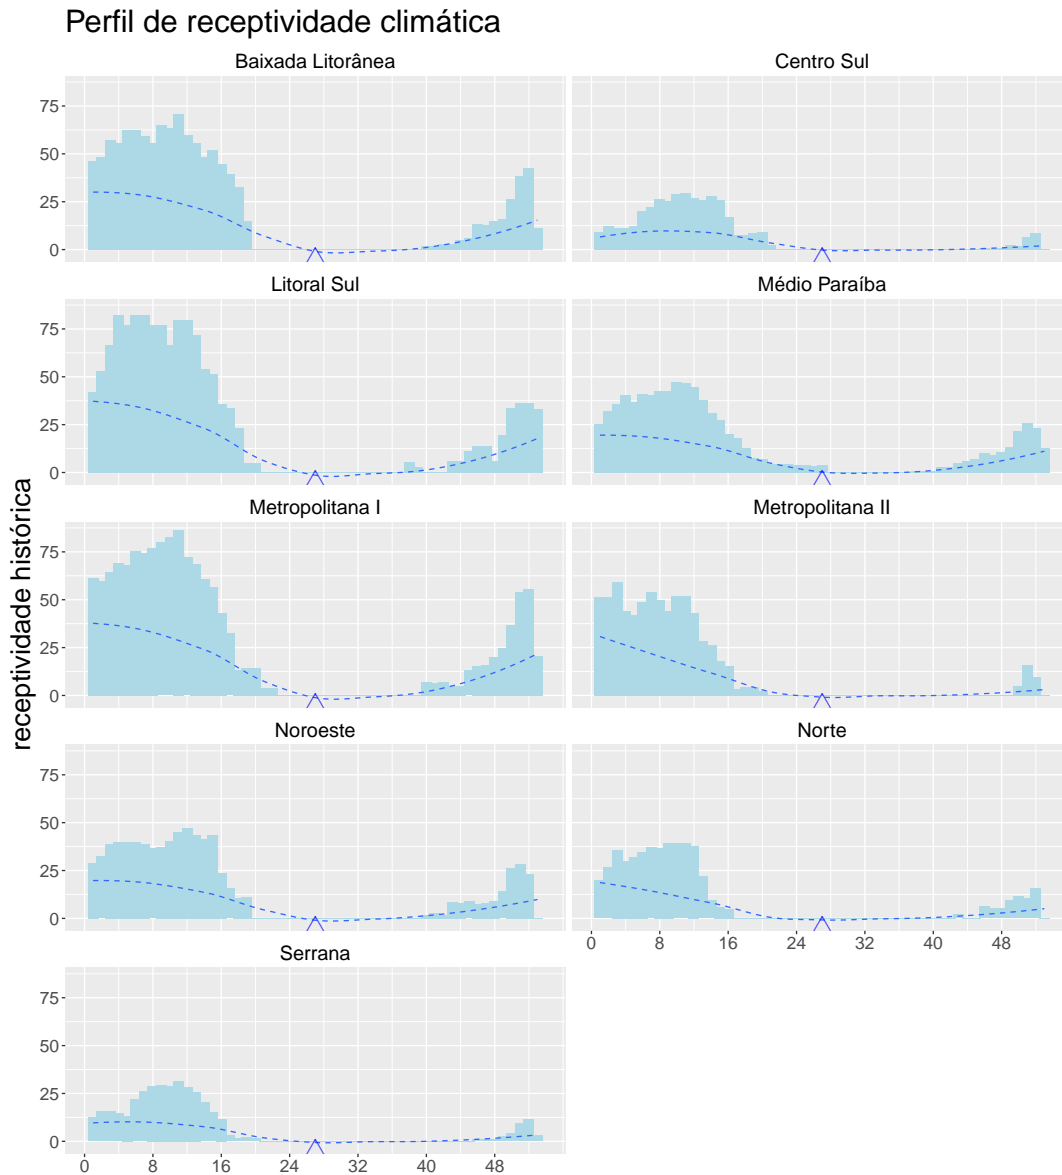 Perfil de receptividade climática
Baixada Litorânea
Centro Sul
75
50
25
0
Litoral Sul
Médio Paraíba
75
50
25
0
Metropolitana I
Metropolitana II
75
50
25
0
receptividade histórica
Noroeste
Norte
75
50
25
0
0 8 16 24 32 40 48
Serrana
75
50
25
0
0 8 16 24 32 40 48